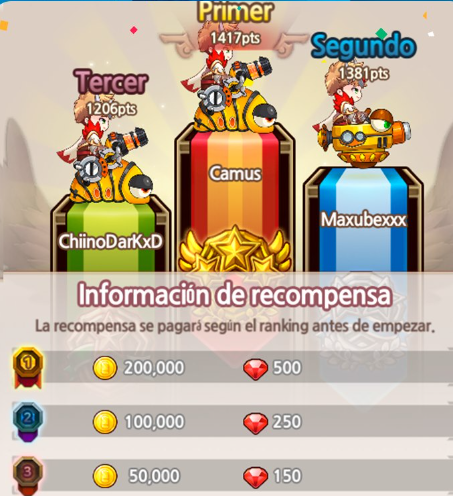 Primer
1417pts
Segundo
1381pts
Tercer
1206pts
Camus
Maxubexxx
ChiinoDarKxD
Información de recompensa
La recompensa se pagará según el ranking antes de empezar.
1 200,000 500
2 100,000 250
3 50,000 150